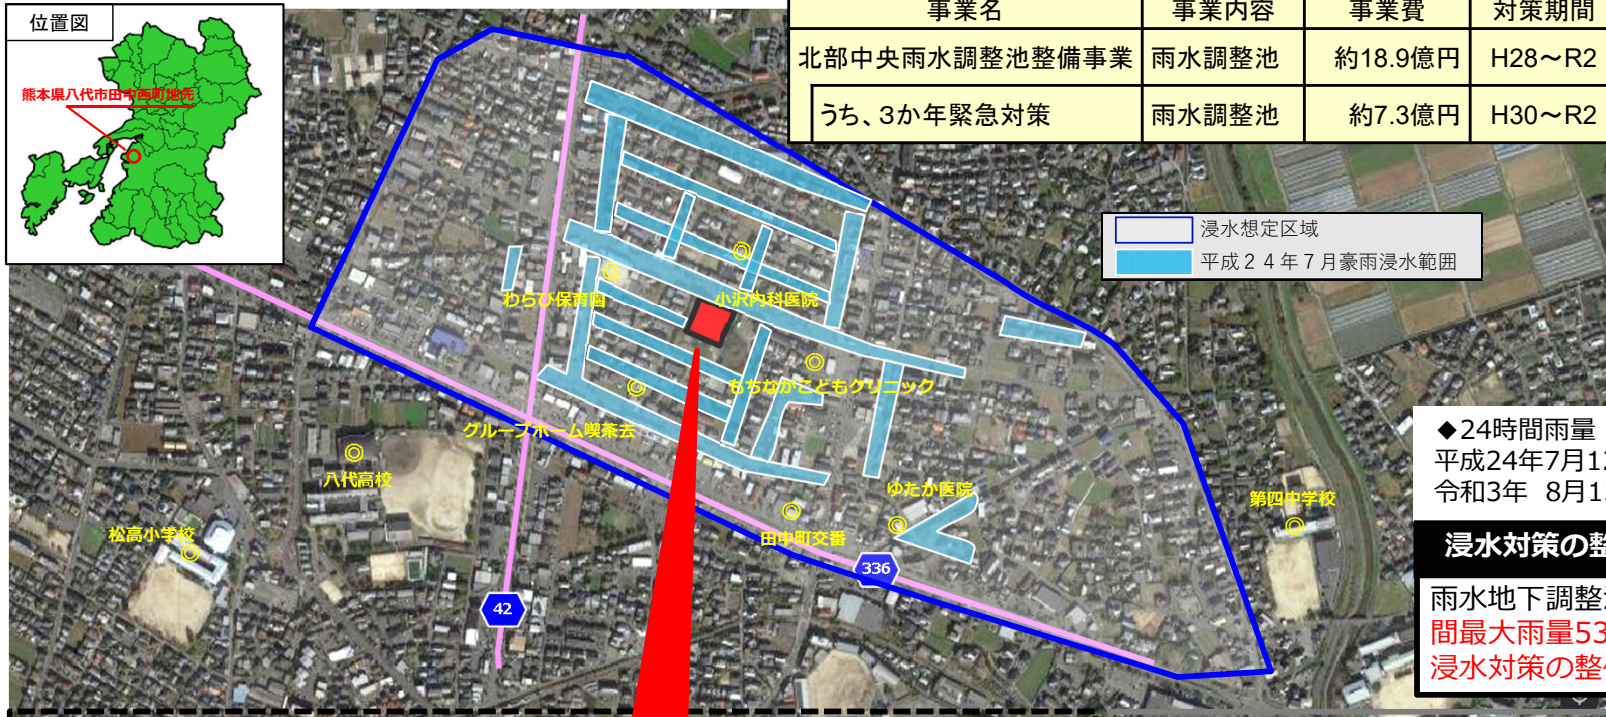 位置図
熊本県八代市田中西町地先
事業名 事業内容 事業費 対策期間
北部中央雨水調整池整備事業 雨水調整池 約18.9億円 H28～R2
うち、3か年緊急対策 雨水調整池 約7.3億円 H30～R2
浸水想定区域
平成24年7月豪雨浸水範囲
わらび保育園
小沢内科医院
もちながこどもクリニック
グループホーム喫茶去
八代高校
松高小学校
ゆたか医院
田中町交番
第四中学校
336
42
◆24時間雨量
平成24年7月12
令和3年 8月1
浸水対策の整
雨水地下調整
間最大雨量53
浸水対策の整